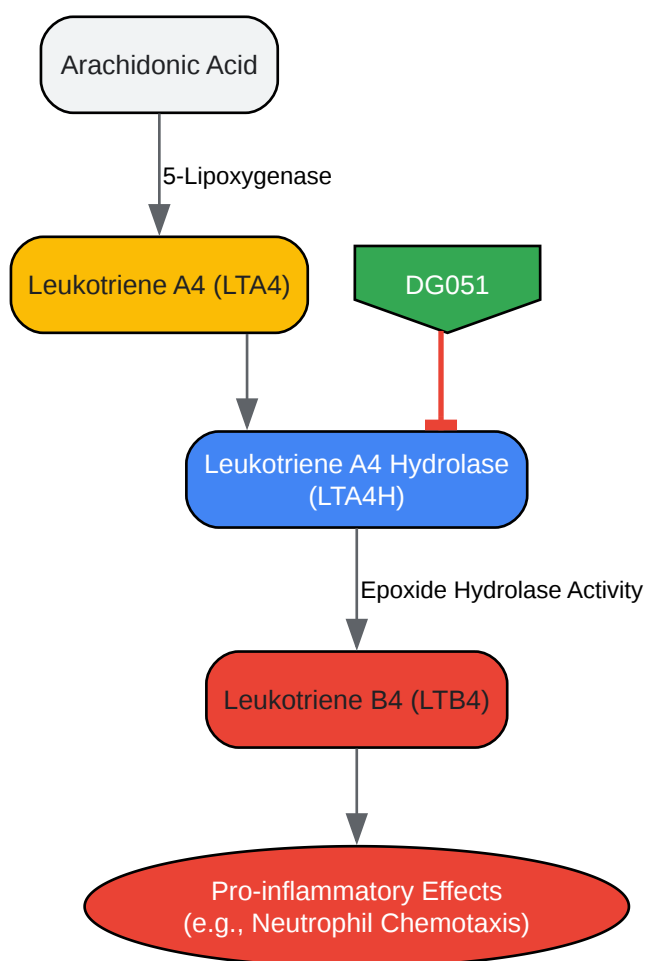 Arachidonic Acid
5-Lipoxygenase
Leukotriene A4 (LTA4)
DG051
Leukotriene A4 Hydrolase
(LTA4H)
Epoxide Hydrolase Activity
Leukotriene B4 (LTB4)
Pro-inflammatory Effects
(e.g., Neutrophil Chemotaxis)